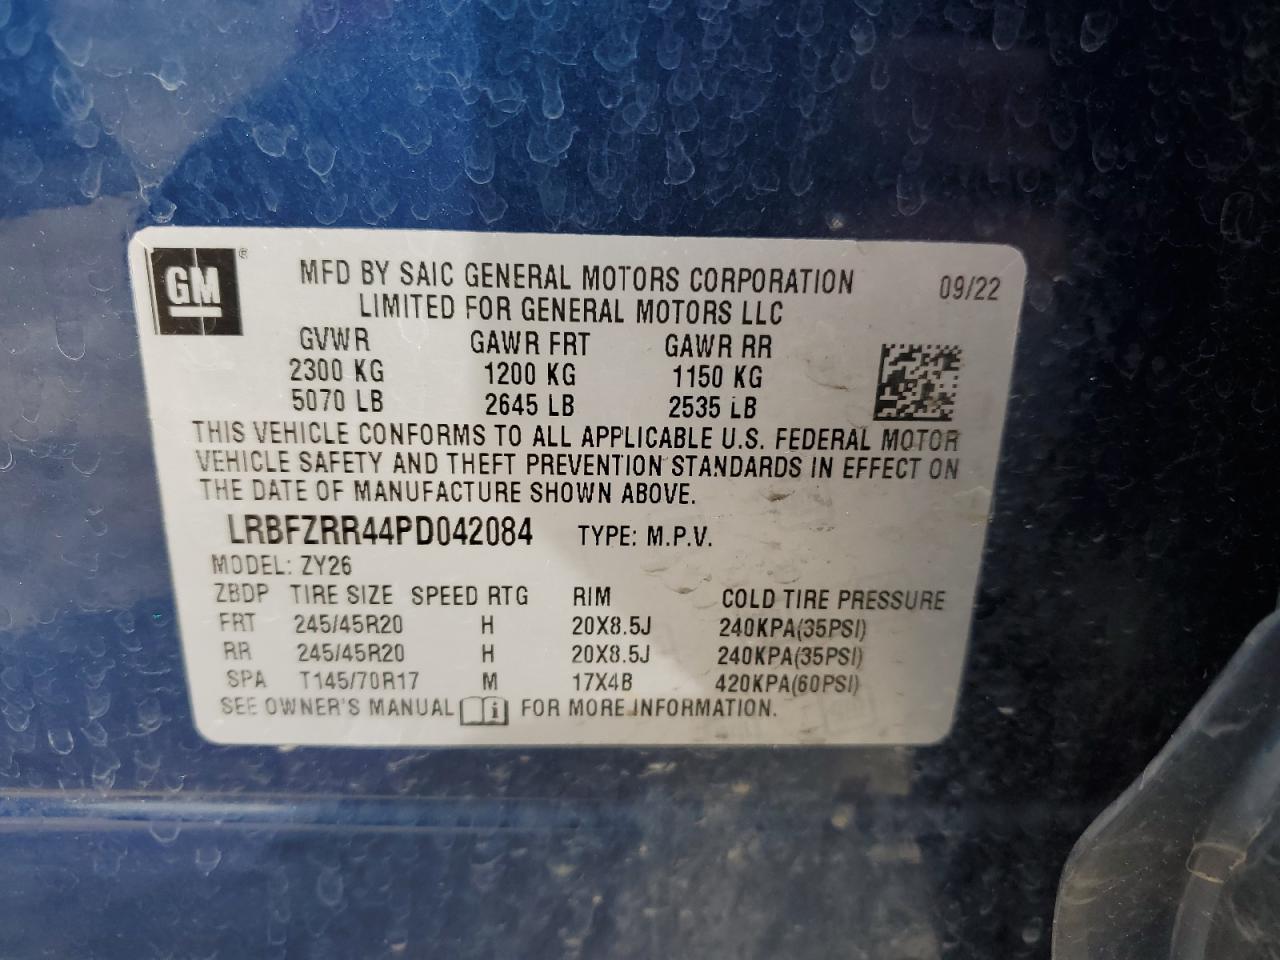 GM ®
MFD BY SAIC GENERAL MOTORS CORPORATION 09/22
LIMITED FOR GENERAL MOTORS LLC
GVWR GAWR FRT GAWR RR
2300 KG 1200 KG 1150 KG
5070 LB 2645 LB 2535 LB
THIS VEHICLE CONFORMS TO ALL APPLICABLE U.S. FEDERAL MOTOR
VEHICLE SAFETY AND THEFT PREVENTION STANDARDS IN EFFECT ON
THE DATE OF MANUFACTURE SHOWN ABOVE.
LRBFZRR44PD042084 TYPE: M.P.V.
MODEL: ZY26
ZBDP TIRE SIZE SPEED RTG RIM COLD TIRE PRESSURE
FRT 245/45R20 H 20X8.5J 240KPA(35PSI)
RR 245/45R20 H 20X8.5J 240KPA(35PSI)
SPA T145/70R17 M 17X4B 420KPA(60PSI)
SEE OWNER'S MANUAL i FOR MORE INFORMATION.